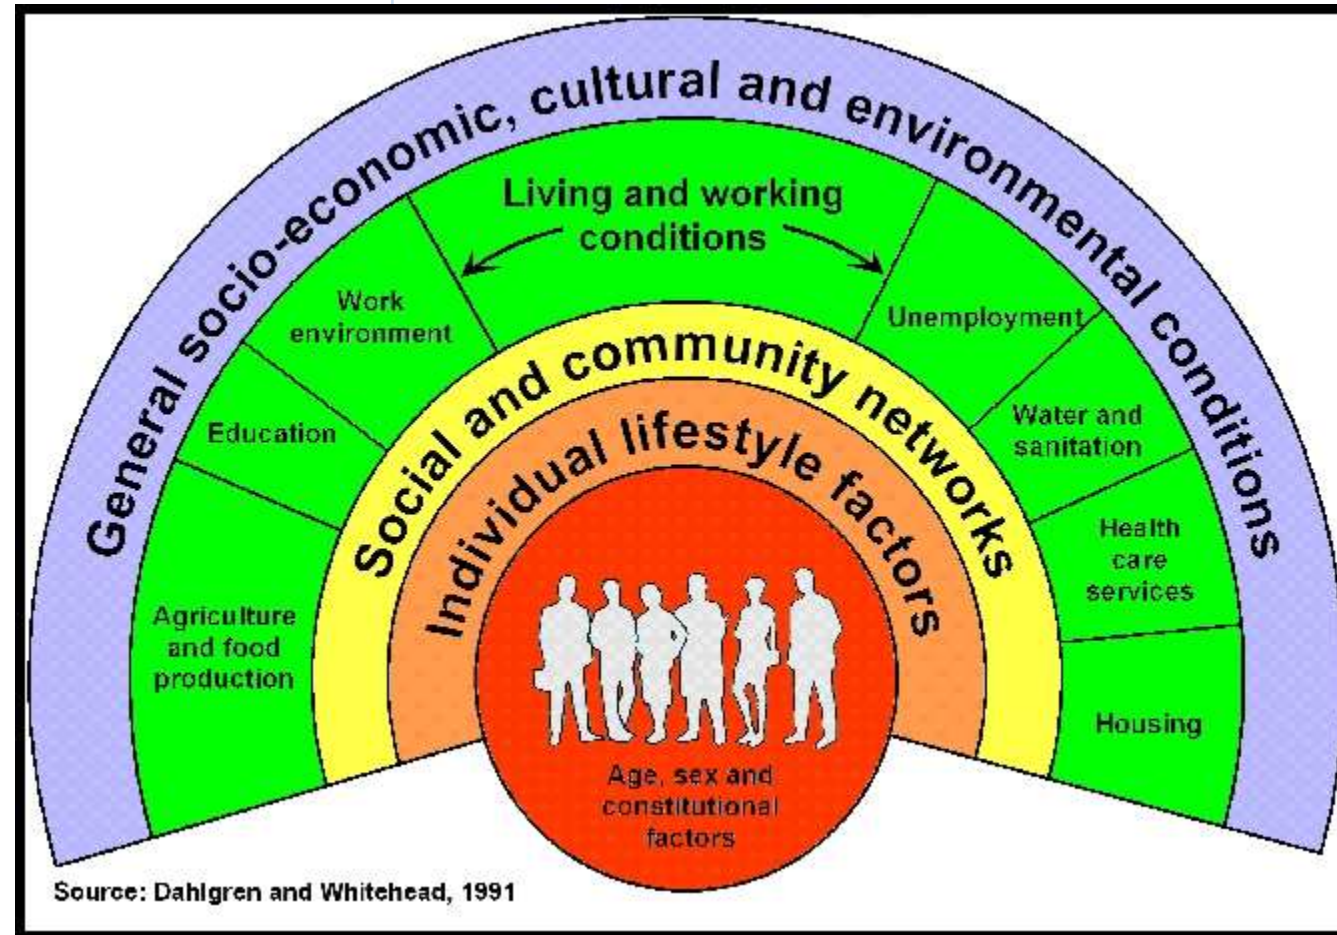 General socio-economic, cultural and environmental conditions
Living and working
conditions
Work
environment
Unemployment
Education
Water and
sanitation
Agriculture
and food
production
Health
care
services
Housing
Social and community networks
Individual lifestyle factors
Age, sex and
constitutional
factors
Source: Dahlgren and Whitehead, 1991